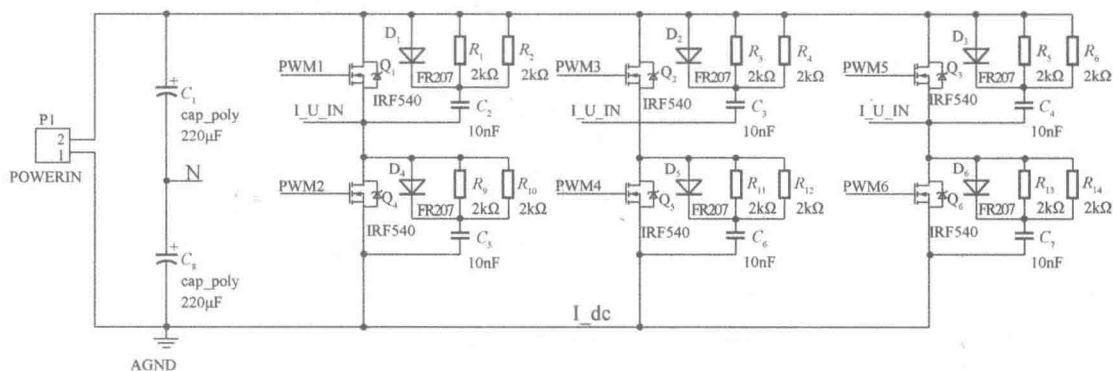 P1
2
1
POWERIN
C1
cap_poly
220μF
N
C8
cap_poly
220μF
AGND
PWM1
I_U_IN
Q1
IRF540
D1
FR207
R1
2kΩ
R2
2kΩ
C2
10nF
PWM2
Q4
IRF540
D4
FR207
R9
2kΩ
R10
2kΩ
C5
10nF
PWM3
I_U_IN
Q2
IRF540
D2
FR207
R3
2kΩ
R4
2kΩ
C3
10nF
PWM4
Q5
IRF540
D5
FR207
R11
2kΩ
R12
2kΩ
C6
10nF
PWM5
I_U_IN
Q3
IRF540
D3
FR207
R5
2kΩ
R6
2kΩ
C4
10nF
PWM6
Q6
IRF540
D6
FR207
R13
2kΩ
R14
2kΩ
C7
10nF
I_dc